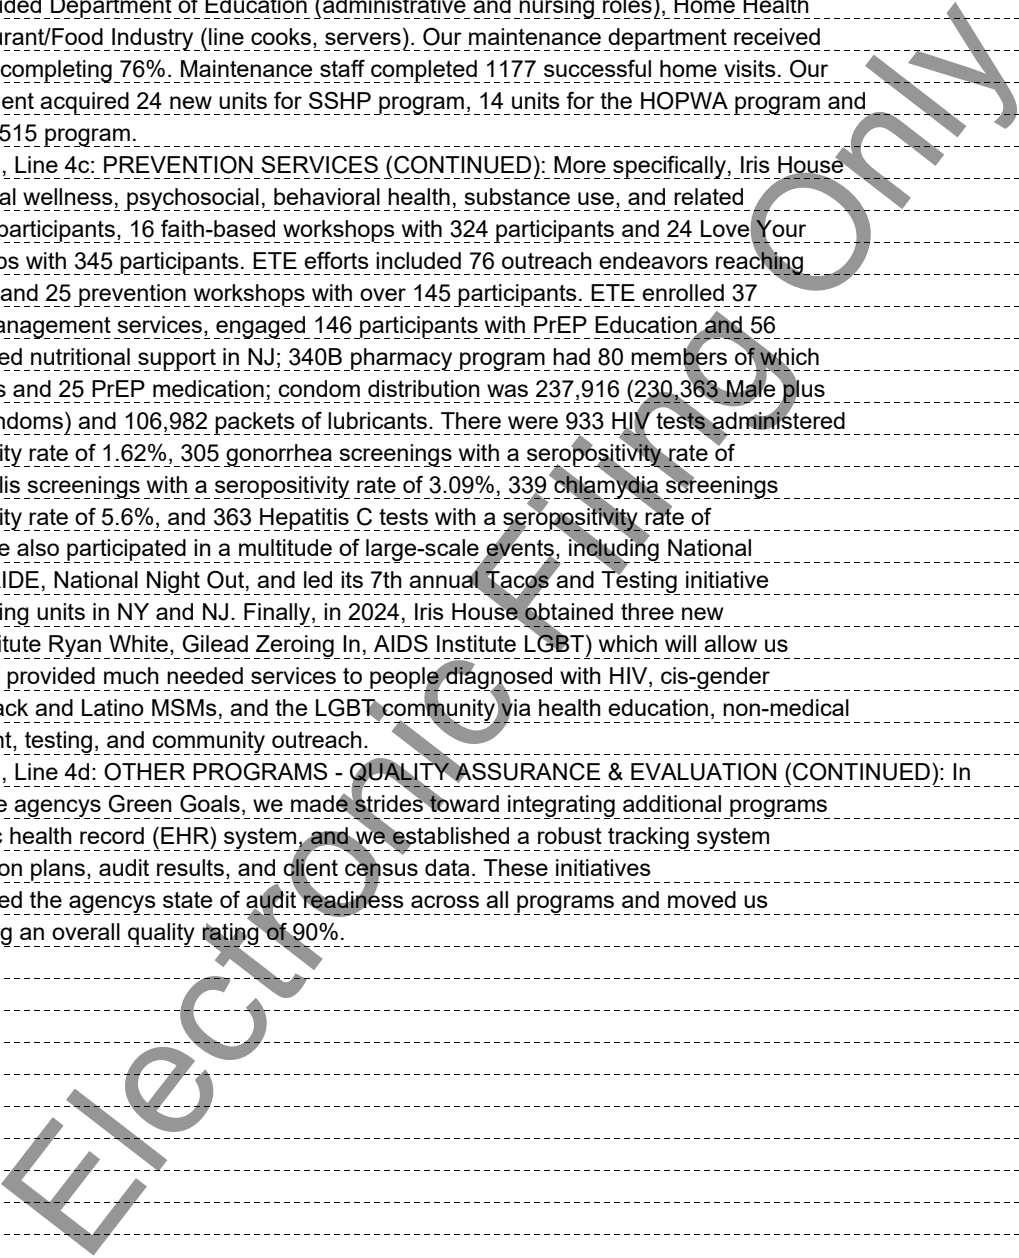 ded Department of Education (administrative and nursing roles), Home Health
urant/Food Industry (line cooks, servers). Our maintenance department received
completing 76%. Maintenance staff completed 1177 successful home visits. Our
ent acquired 24 new units for SSHP program, 14 units for the HOPWA program and
515 program.
, Line 4c: PREVENTION SERVICES (CONTINUED): More specifically, Iris House
al wellness, psychosocial, behavioral health, substance use, and related
participants, 16 faith-based workshops with 324 participants and 24 Love Your
ps with 345 participants. ETE efforts included 76 outreach endeavors reaching
and 25 prevention workshops with over 145 participants. ETE enrolled 37
anagement services, engaged 146 participants with PrEP Education and 56
ed nutritional support in NJ; 340B pharmacy program had 80 members of which
s and 25 PrEP medication; condom distribution was 237,916 (230,363 Male plus
ndoms) and 106,982 packets of lubricants. There were 933 HIV tests administered
ity rate of 1.62%, 305 gonorrhea screenings with a seropositivity rate of
lis screenings with a seropositivity rate of 3.09%, 339 chlamydia screenings
ity rate of 5.6%, and 363 Hepatitis C tests with a seropositivity rate of
e also participated in a multitude of large-scale events, including National
IDE, National Night Out, and led its 7th annual Tacos and Testing initiative
ing units in NY and NJ. Finally, in 2024, Iris House obtained three new
itute Ryan White, Gilead Zeroing In, AIDS Institute LGBT) which will allow us
provided much needed services to people diagnosed with HIV, cis-gender
ack and Latino MSMs, and the LGBT community via health education, non-medical
nt, testing, and community outreach.
, Line 4d: OTHER PROGRAMS - QUALITY ASSURANCE & EVALUATION (CONTINUED): In
e agencys Green Goals, we made strides toward integrating additional programs
c health record (EHR) system, and we established a robust tracking system
on plans, audit results, and client census data. These initiatives
ed the agencys state of audit readiness across all programs and moved us
g an overall quality rating of 90%.
Electronic Filing Only